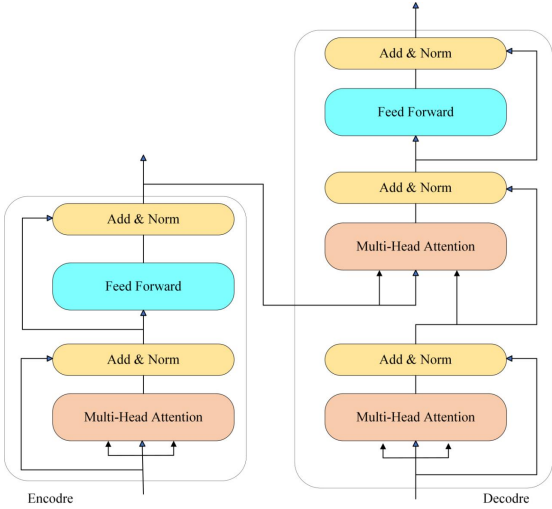 Add & Norm
Feed Forward
Add & Norm
Multi-Head Attention
Encodre
Add & Norm
Feed Forward
Add & Norm
Multi-Head Attention
Add & Norm
Multi-Head Attention
Decodre